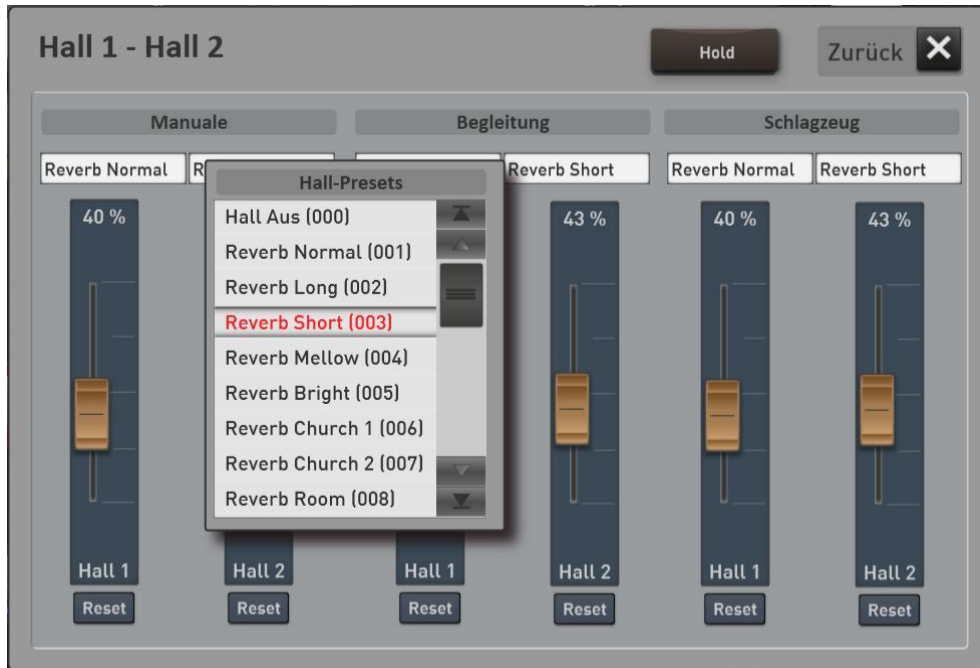 Hall 1 - Hall 2
Hold
Zurück
Manuale
Begleitung
Schlagzeug
Reverb Normal
R
Reverb Short
Reverb Normal
Reverb Short
Hall-Presets
Hall Aus (000)
Reverb Normal (001)
Reverb Long (002)
Reverb Short (003)
Reverb Mellow (004)
Reverb Bright (005)
Reverb Church 1 (006)
Reverb Church 2 (007)
Reverb Room (008)
40 %
43 %
40 %
43 %
Hall 1
Hall 2
Hall 1
Hall 2
Hall 1
Hall 2
Reset
Reset
Reset
Reset
Reset
Reset